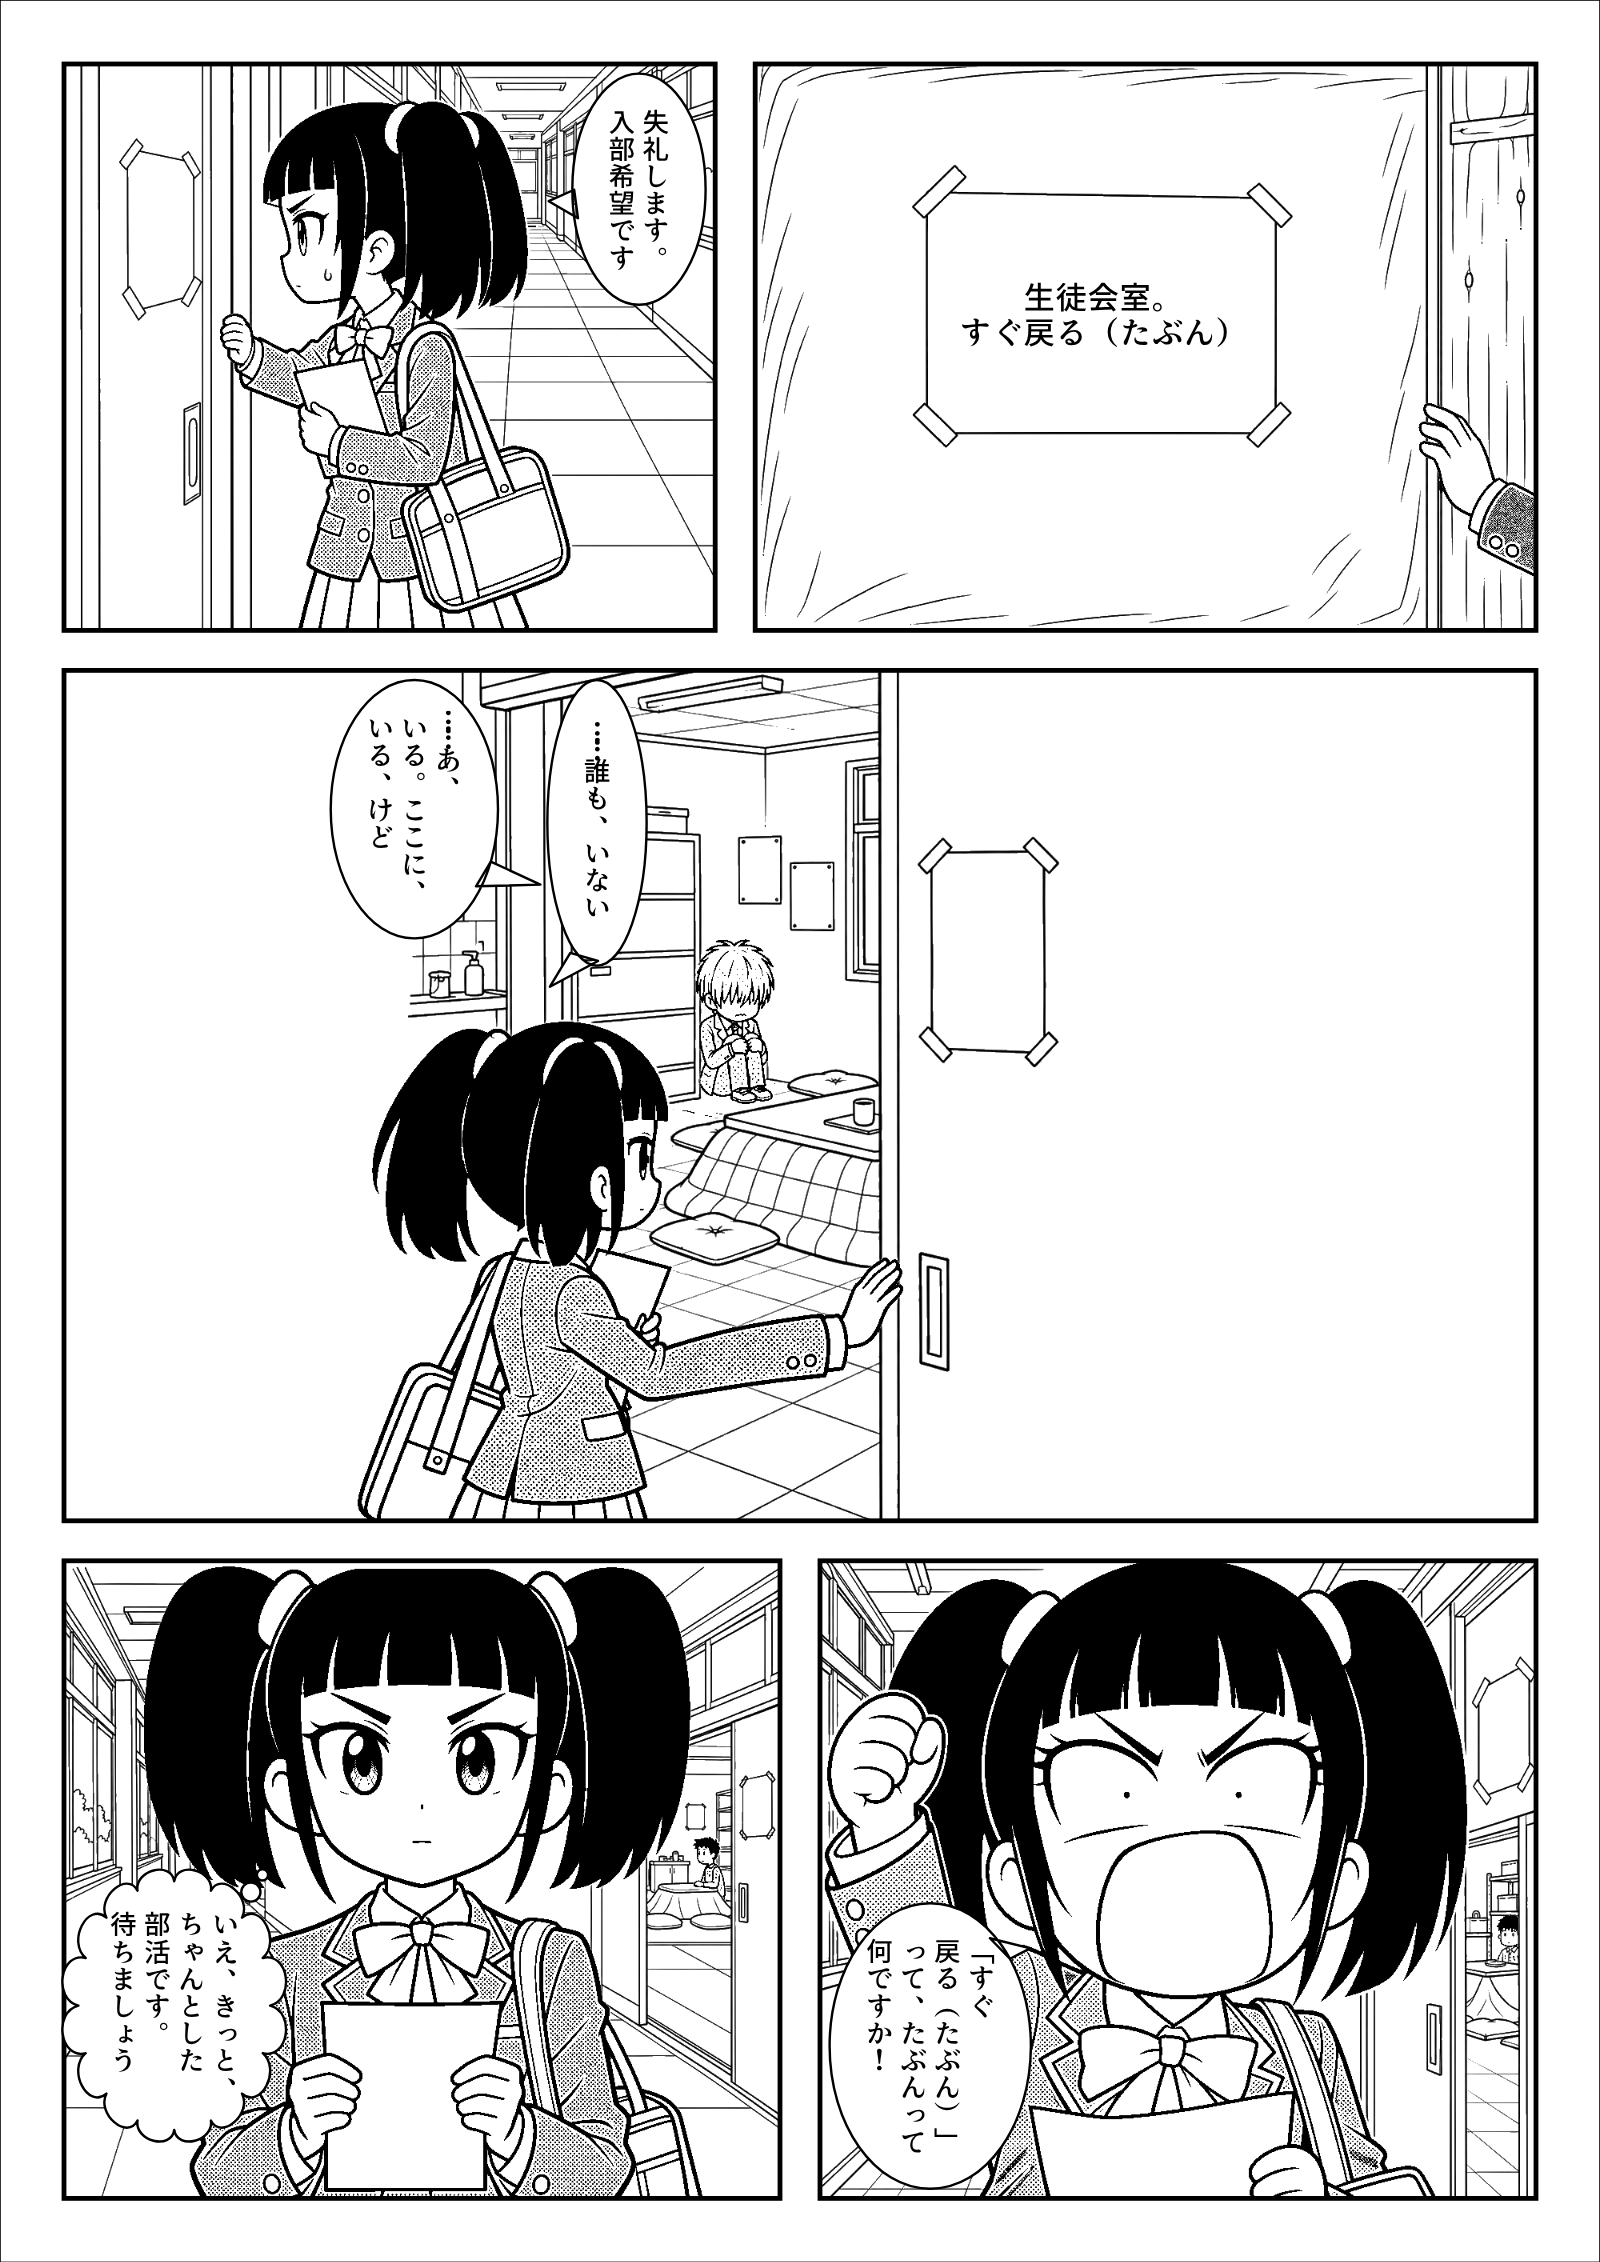 生徒会室。
すぐ戻る（たぶん）
失礼します。
入部希望です
……誰も、いない
……あ、
いる。ここに、
いる、けど
「すぐ
戻る（たぶん）」
って、たぶんって
何ですか！
いえ、きっと、
ちゃんとした
部活です。
待ちましょう